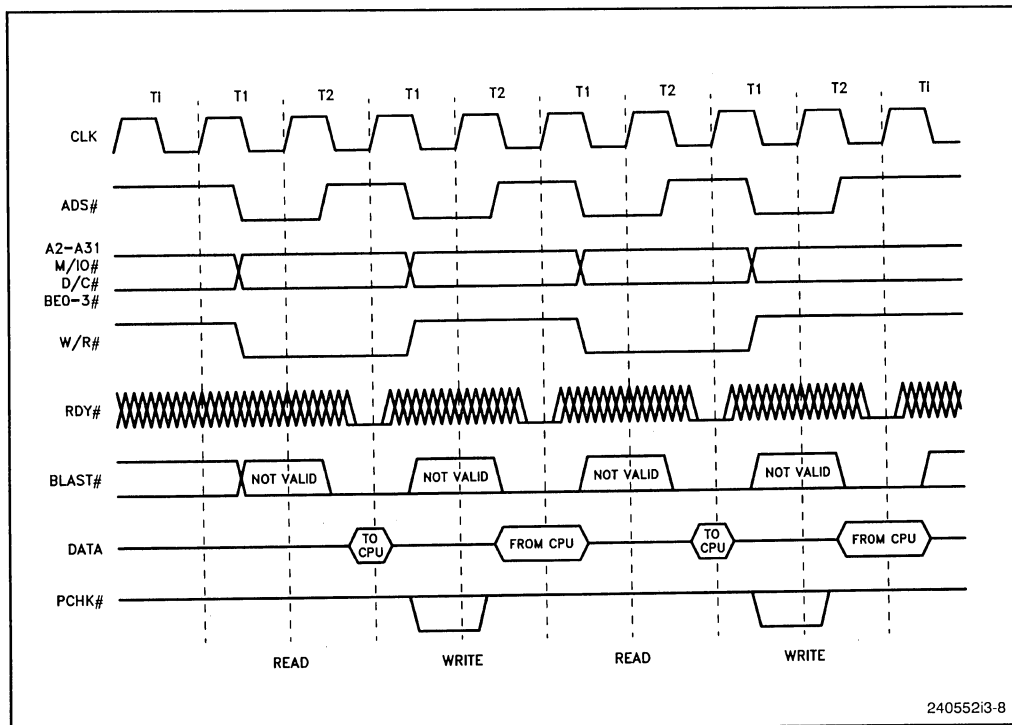 Ti T1 T2 T1 T2 T1 T2 T1 T2 Ti
CLK
ADS#
A2-A31
M/IO#
D/C#
BE0-3#
W/R#
RDY#
BLAST# NOT VALID NOT VALID NOT VALID NOT VALID
DATA TO CPU FROM CPU TO CPU FROM CPU
PCHK#
READ WRITE READ WRITE
240552i3-8